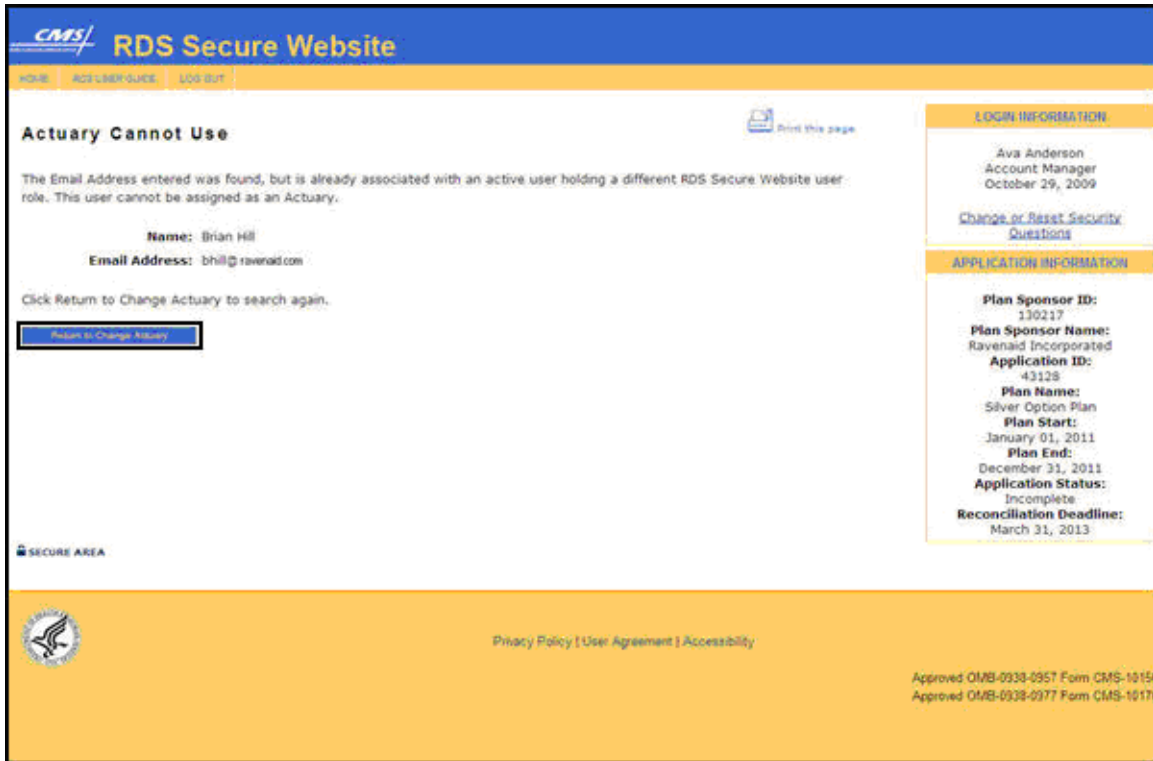 CMS
RDS Secure Website
HOME RDS USER GUIDE LOG OUT
Actuary Cannot Use
Print this page
The Email Address entered was found, but is already associated with an active user holding a different RDS Secure Website user
role. This user cannot be assigned as an Actuary.
Name: Brian Hill
Email Address: bhill@ravenaid.com
Click Return to Change Actuary to search again.
Return to Change Actuary
SECURE AREA
LOGIN INFORMATION
Ava Anderson
Account Manager
October 29, 2009
Change or Reset Security
Questions
APPLICATION INFORMATION
Plan Sponsor ID:
130217
Plan Sponsor Name:
Ravenaid Incorporated
Application ID:
43128
Plan Name:
Silver Option Plan
Plan Start:
January 01, 2011
Plan End:
December 31, 2011
Application Status:
Incomplete
Reconciliation Deadline:
March 31, 2013
Privacy Policy | User Agreement | Accessibility
Approved OMB-0938-0957 Form CMS-1015
Approved OMB-0938-0977 Form CMS-1017